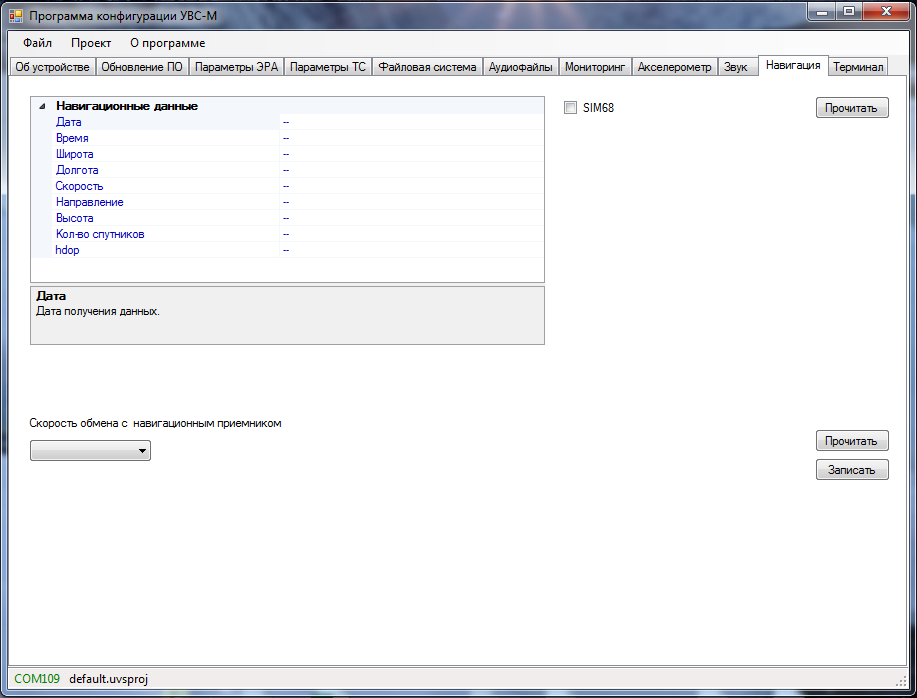 Программа конфигурации УВС-М
Файл Проект О программе
Об устройстве Обновление ПО Параметры ЭРА Параметры ТС Файловая система Аудиофайлы Мониторинг Акселерометр Звук Навигация Терминал
Навигационные данные
Дата --
Время --
Широта --
Долгота --
Скорость --
Направление --
Высота --
Кол-во спутников --
hdop --
SIM68
Прочитать
Дата
Дата получения данных.
Скорость обмена с навигационным приемником
Прочитать
Записать
COM109 default.uvsproj